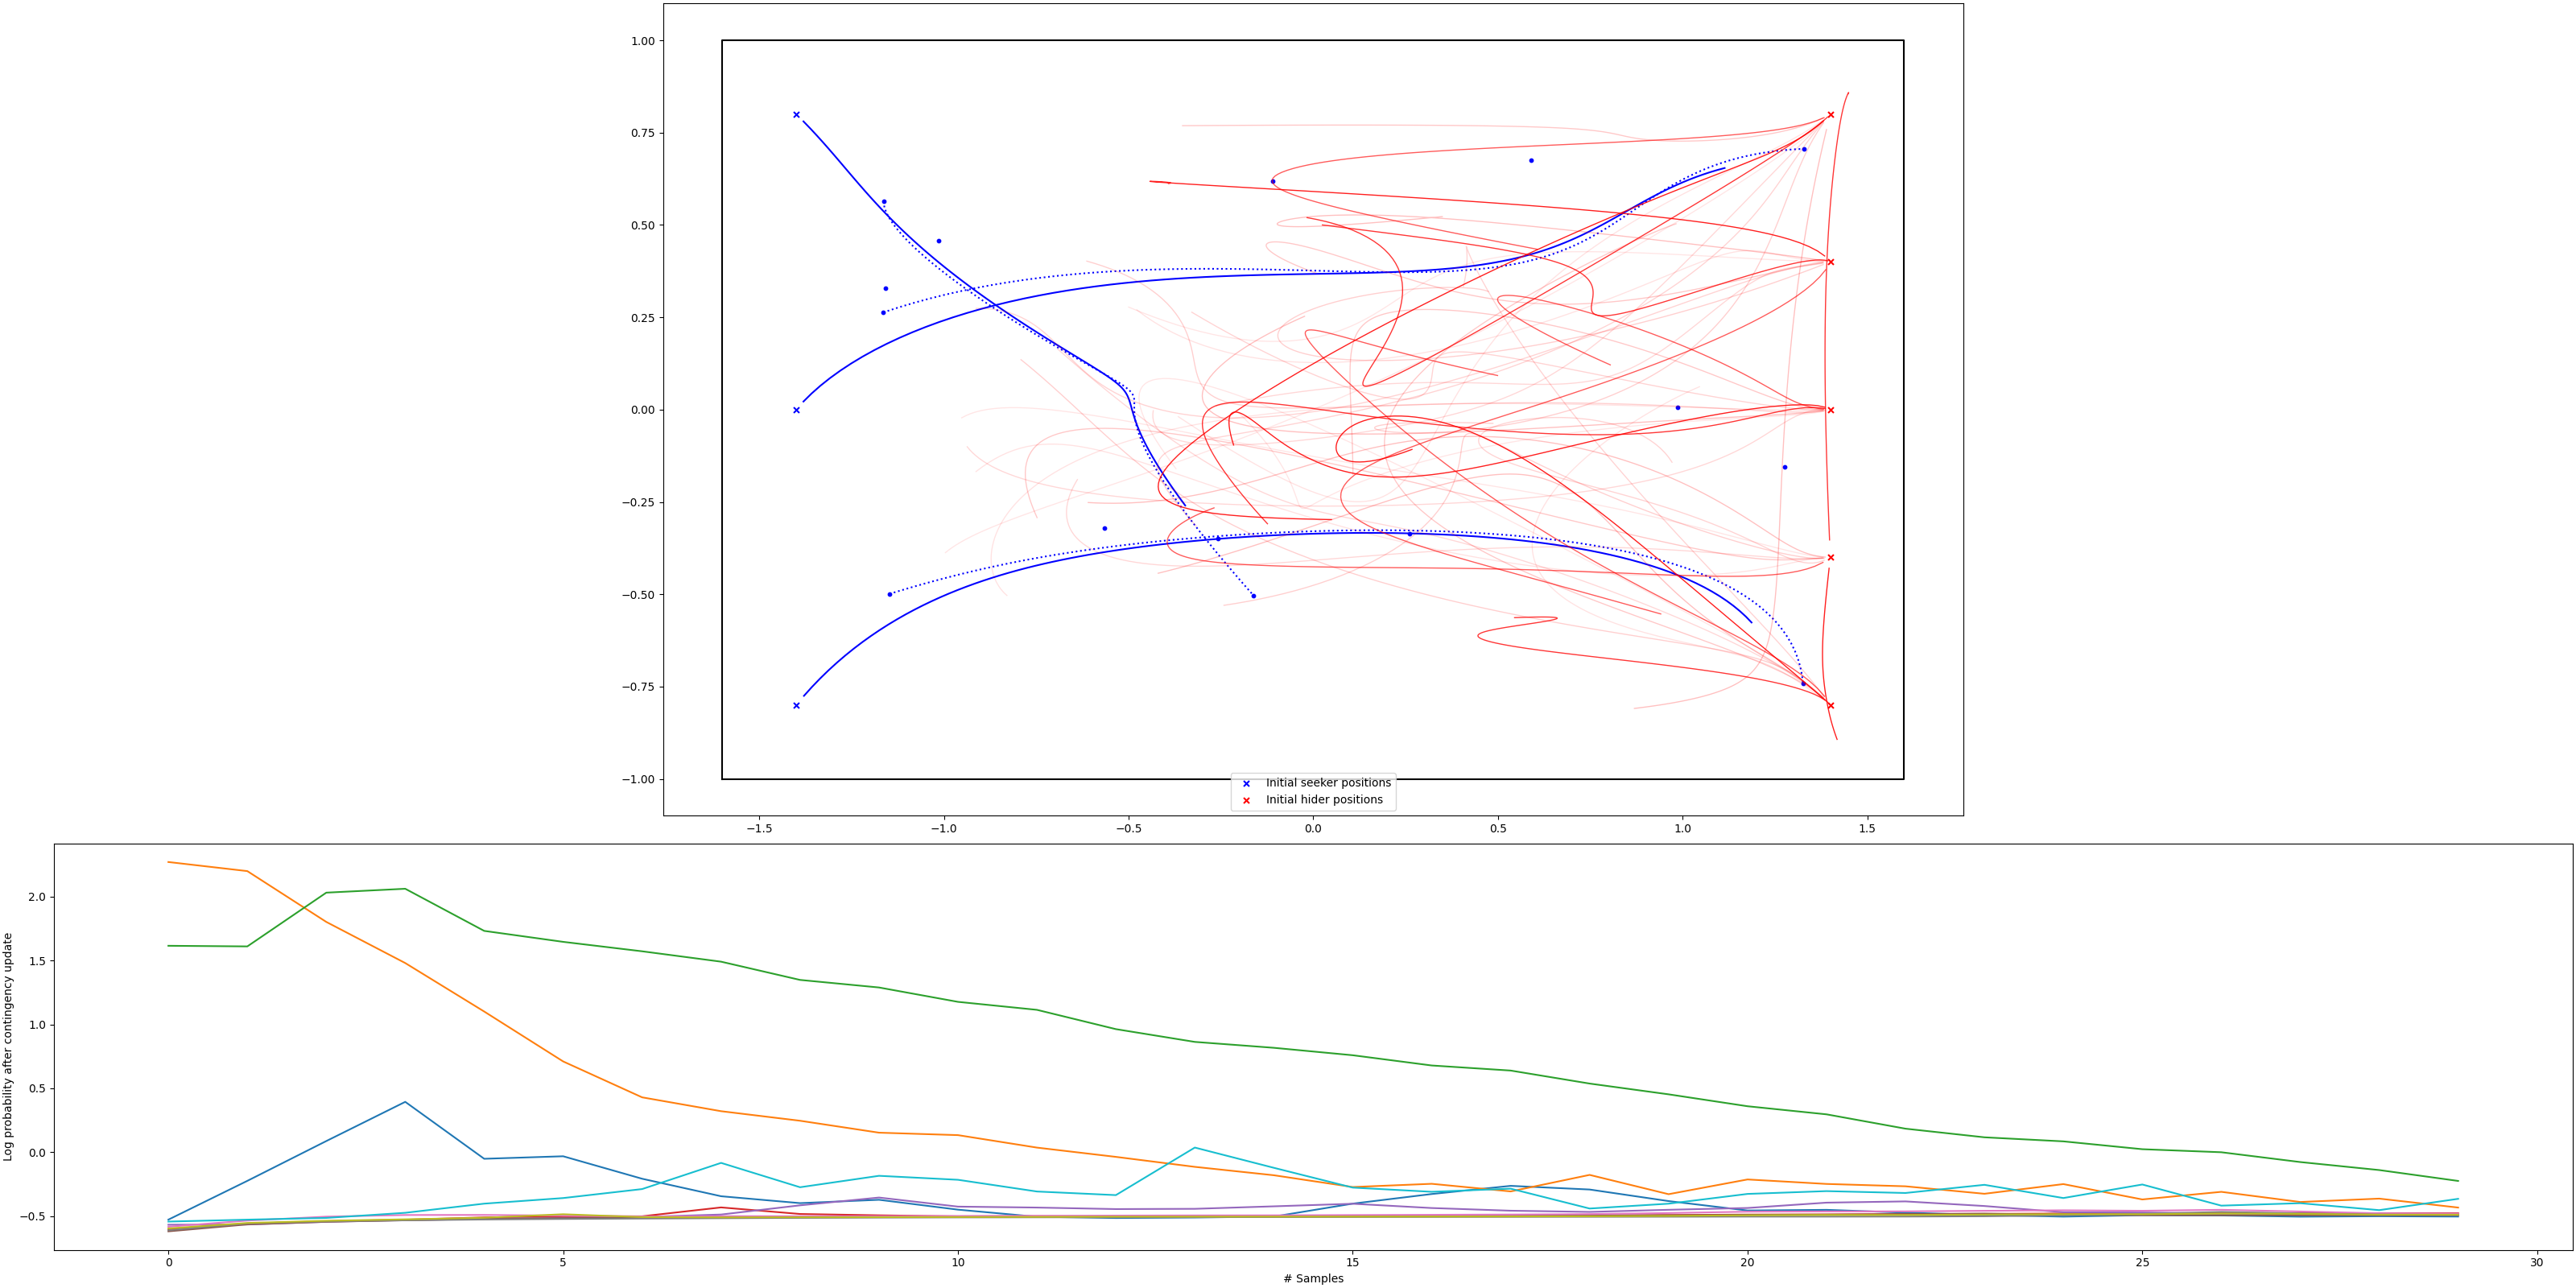 1.00
0.75
0.50
0.25
0.00
−0.25
−0.50
−0.75
−1.00
Initial seeker positions
Initial hider positions
−1.5 −1.0 −0.5 0.0 0.5 1.0 1.5
Log probability after contingency update
2.0
1.5
1.0
0.5
0.0
−0.5
0 5 10 15 20 25 30
# Samples